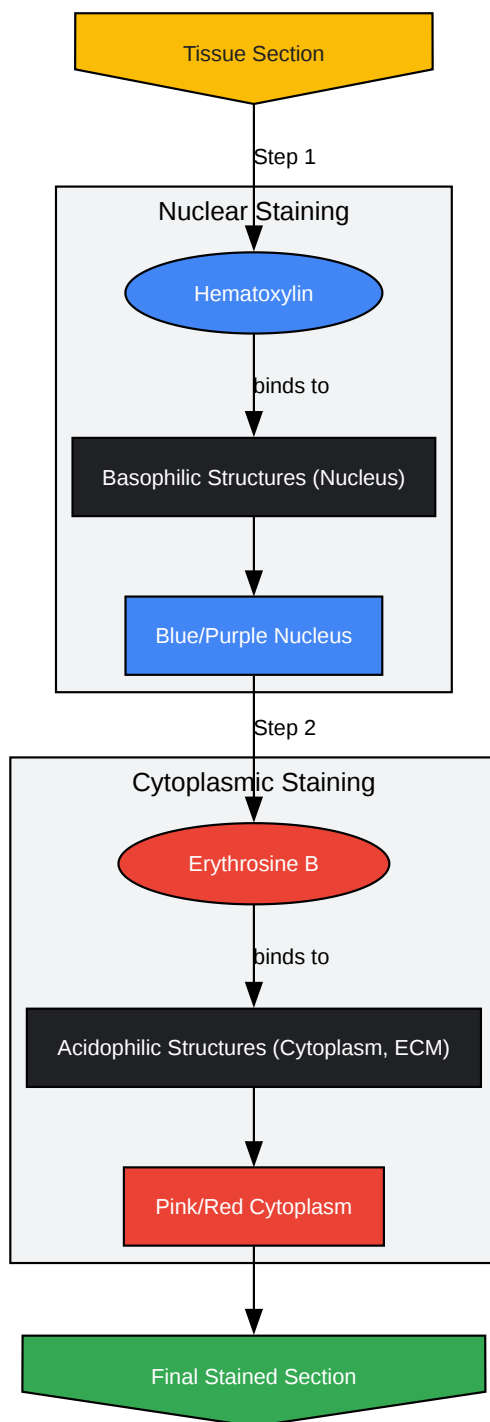 Tissue Section
Step 1
Nuclear Staining
Hematoxylin
binds to
Basophilic Structures (Nucleus)
Blue/Purple Nucleus
Step 2
Cytoplasmic Staining
Erythrosine B
binds to
Acidophilic Structures (Cytoplasm, ECM)
Pink/Red Cytoplasm
Final Stained Section